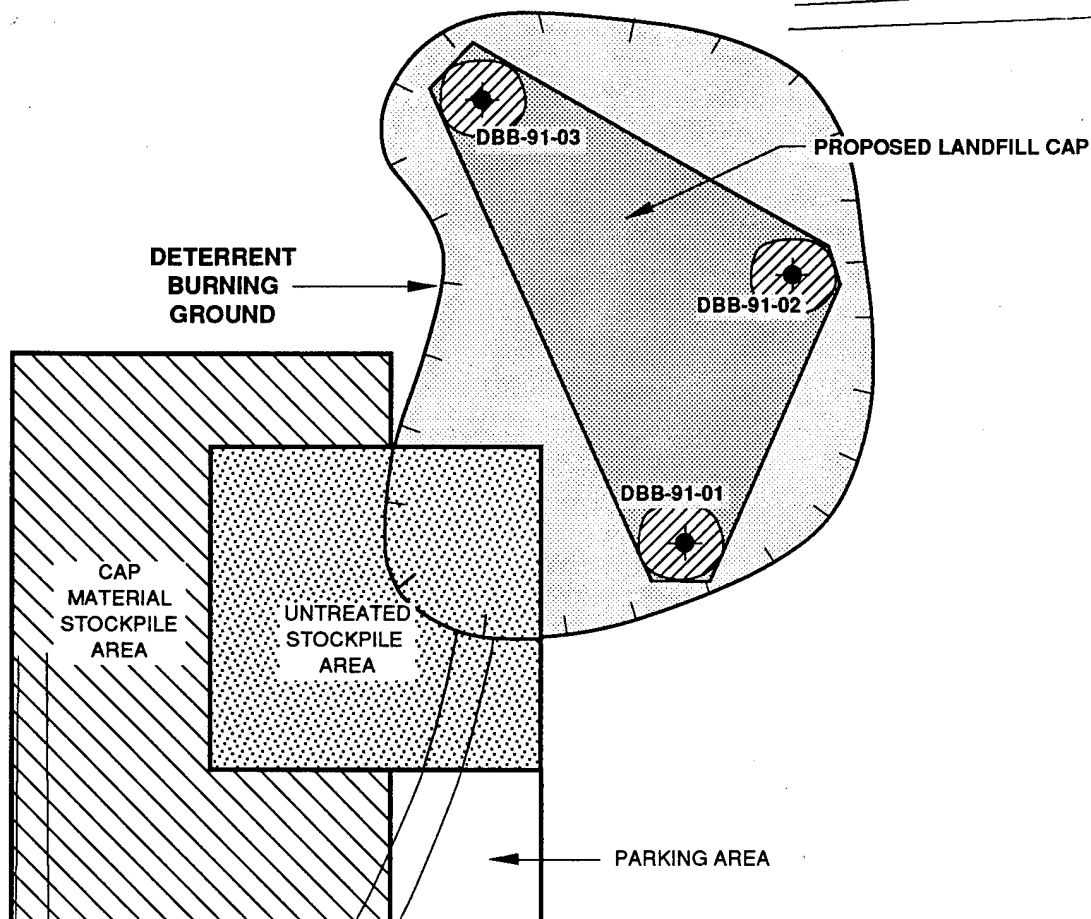 DBB-91-03
PROPOSED LANDFILL CAP
DETERRENT
BURNING
GROUND
DBB-91-02
DBB-91-01
CAP
MATERIAL
STOCKPILE
AREA
UNTREATED
STOCKPILE
AREA
PARKING AREA